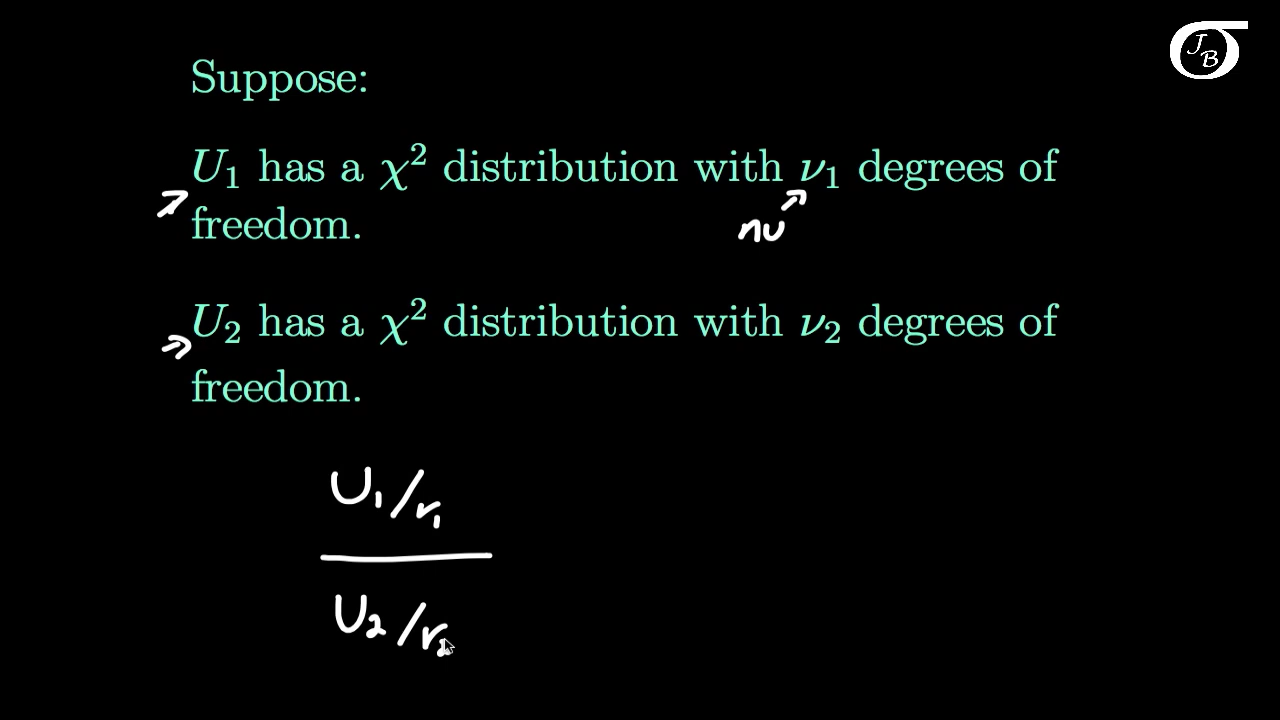 JB
Suppose:
U₁ has a χ² distribution with ν₁ degrees of
freedom.
nu
U₂ has a χ² distribution with ν₂ degrees of
freedom.
U₁/ν₁
U₂/ν₂